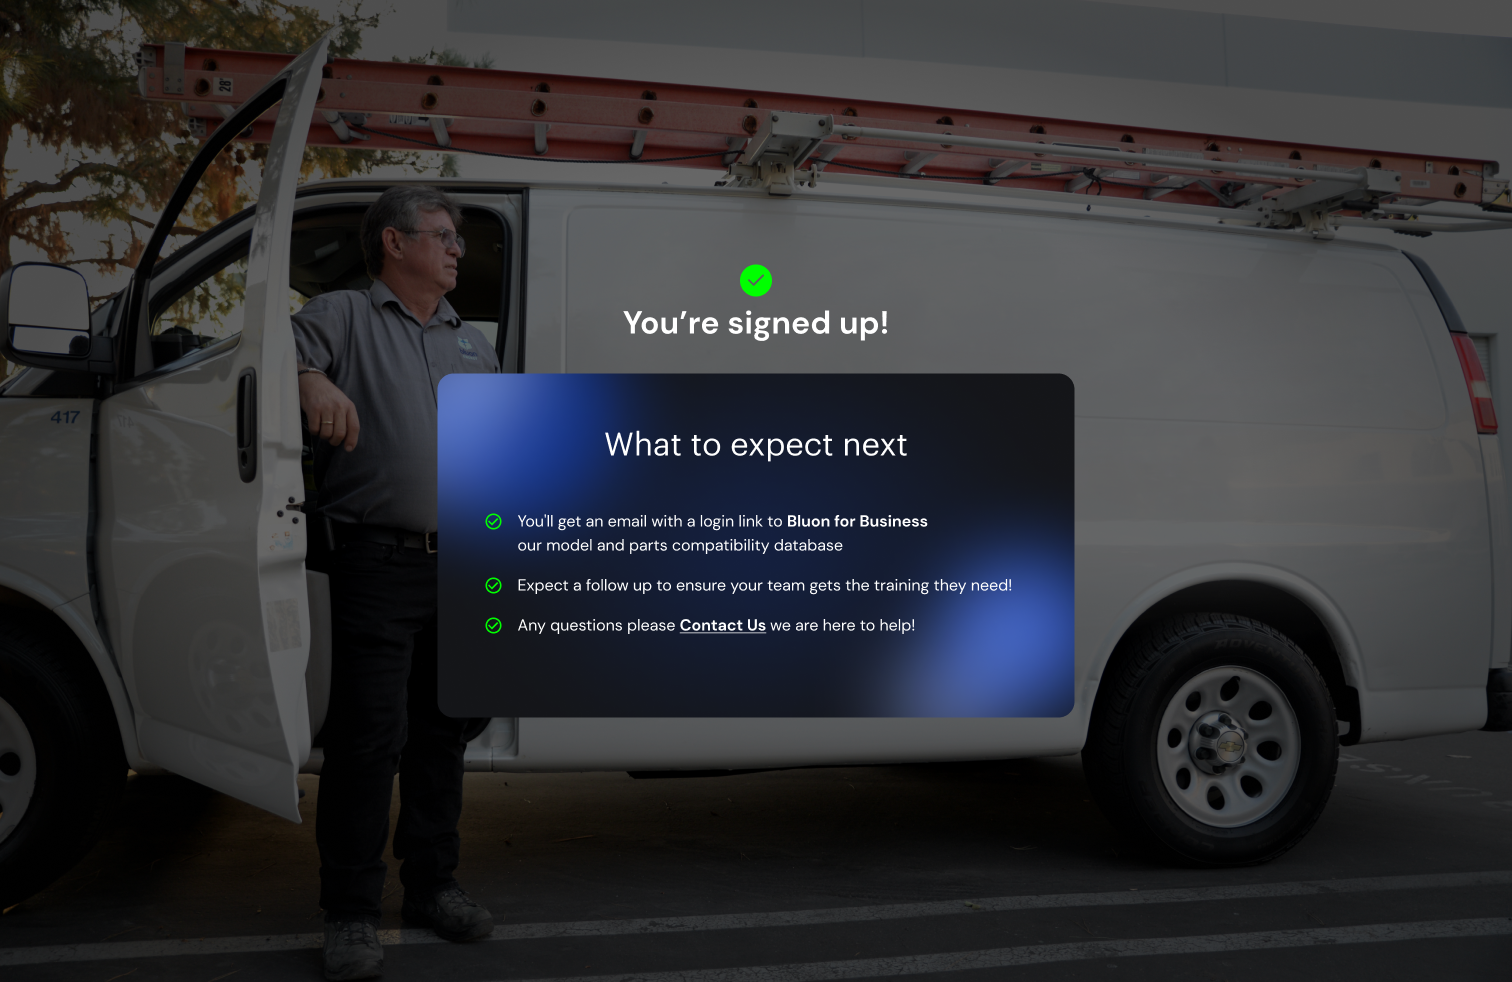 28'
You’re signed up!
417
What to expect next
You'll get an email with a login link to Bluon for Business
our model and parts compatibility database
Expect a follow up to ensure your team gets the training they need!
Any questions please Contact Us we are here to help!